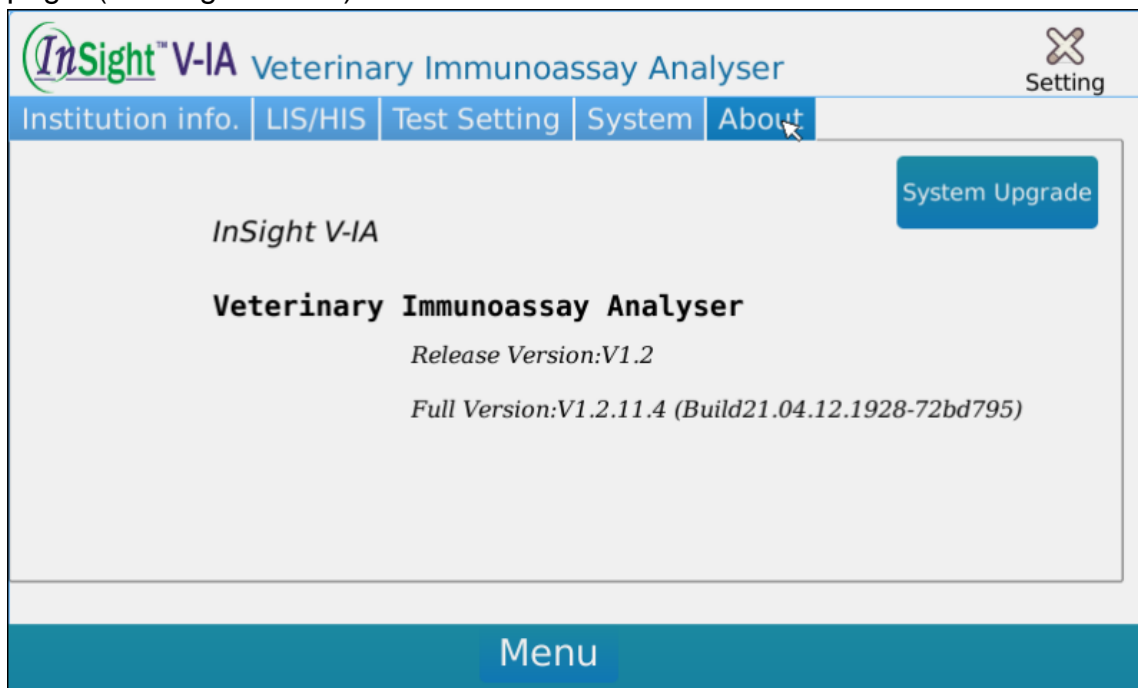 InSight™ V-IA Veterinary Immunoassay Analyser
Setting
Institution info. LIS/HIS Test Setting System About
System Upgrade
InSight V-IA
Veterinary Immunoassay Analyser
Release Version:V1.2
Full Version:V1.2.11.4 (Build21.04.12.1928-72bd795)
Menu